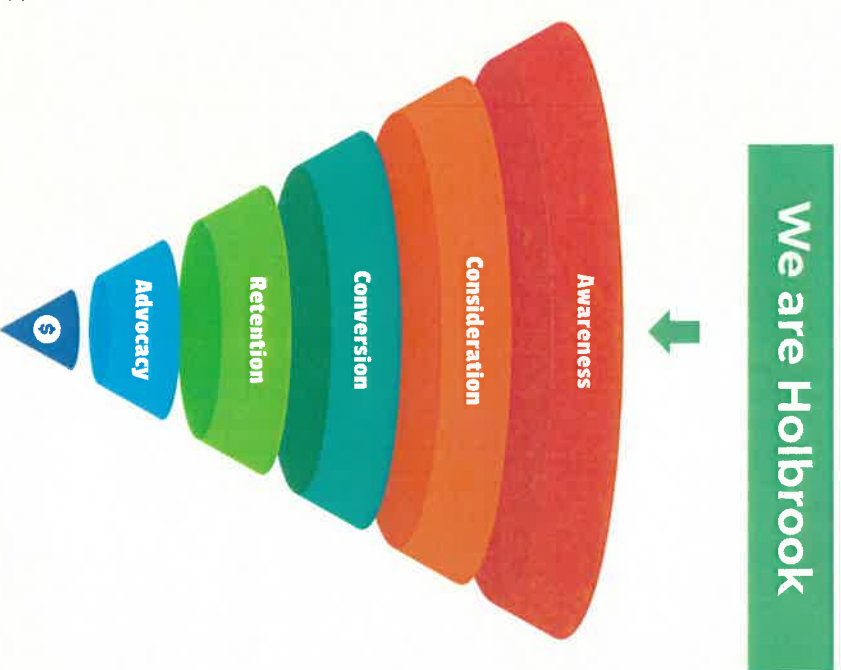 We are Holbrook
Awareness
Consideration
Conversion
Retention
Advocacy
$